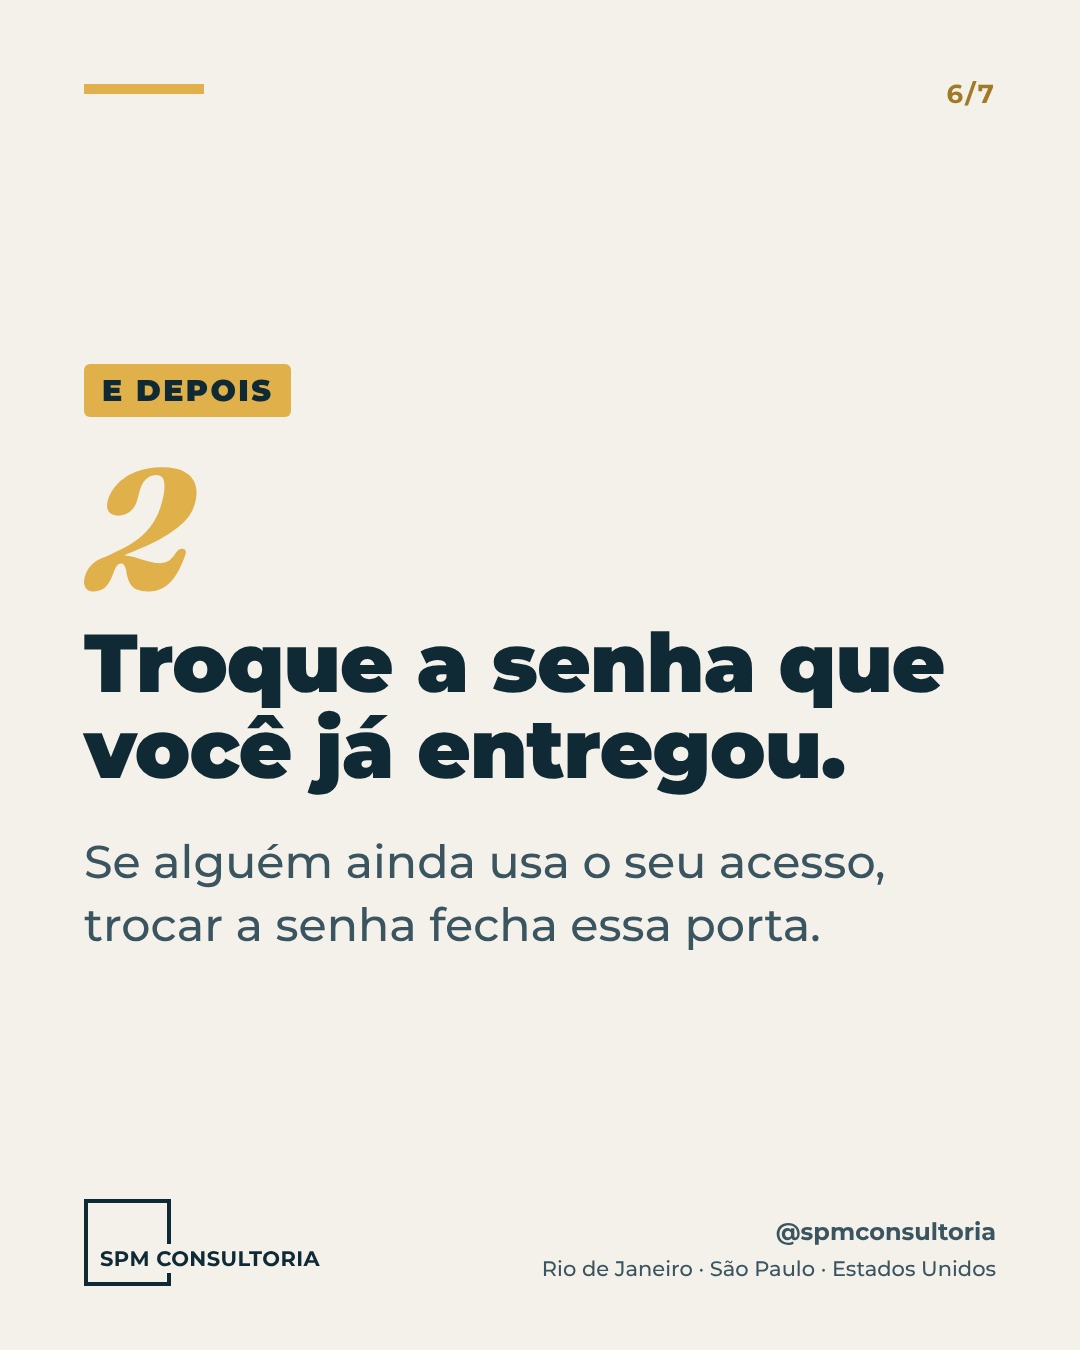 6/7
E DEPOIS
2
Troque a senha que
você já entregou.
Se alguém ainda usa o seu acesso,
trocar a senha fecha essa porta.
SPM CONSULTORIA
@spmconsultoria
Rio de Janeiro · São Paulo · Estados Unidos